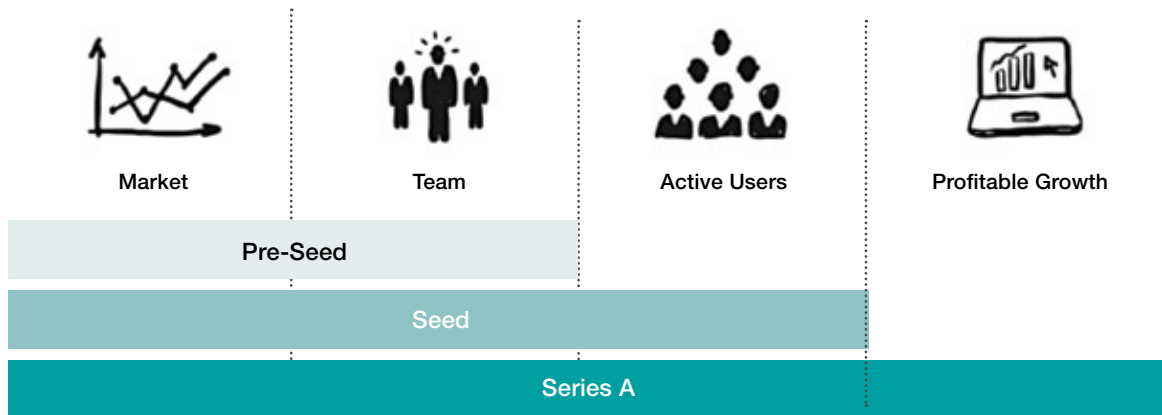 Market
Team
Active Users
Profitable Growth
Pre-Seed
Seed
Series A